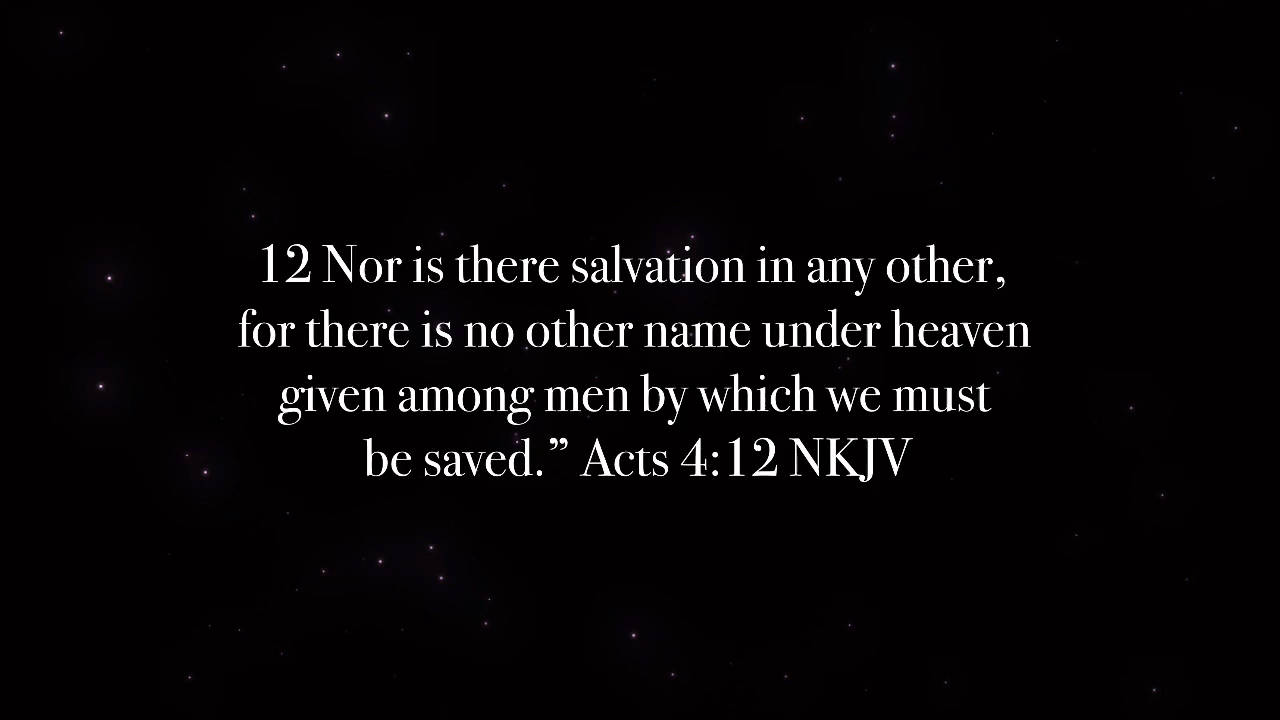 12 Nor is there salvation in any other,
for there is no other name under heaven
given among men by which we must
be saved.” Acts 4:12 NKJV